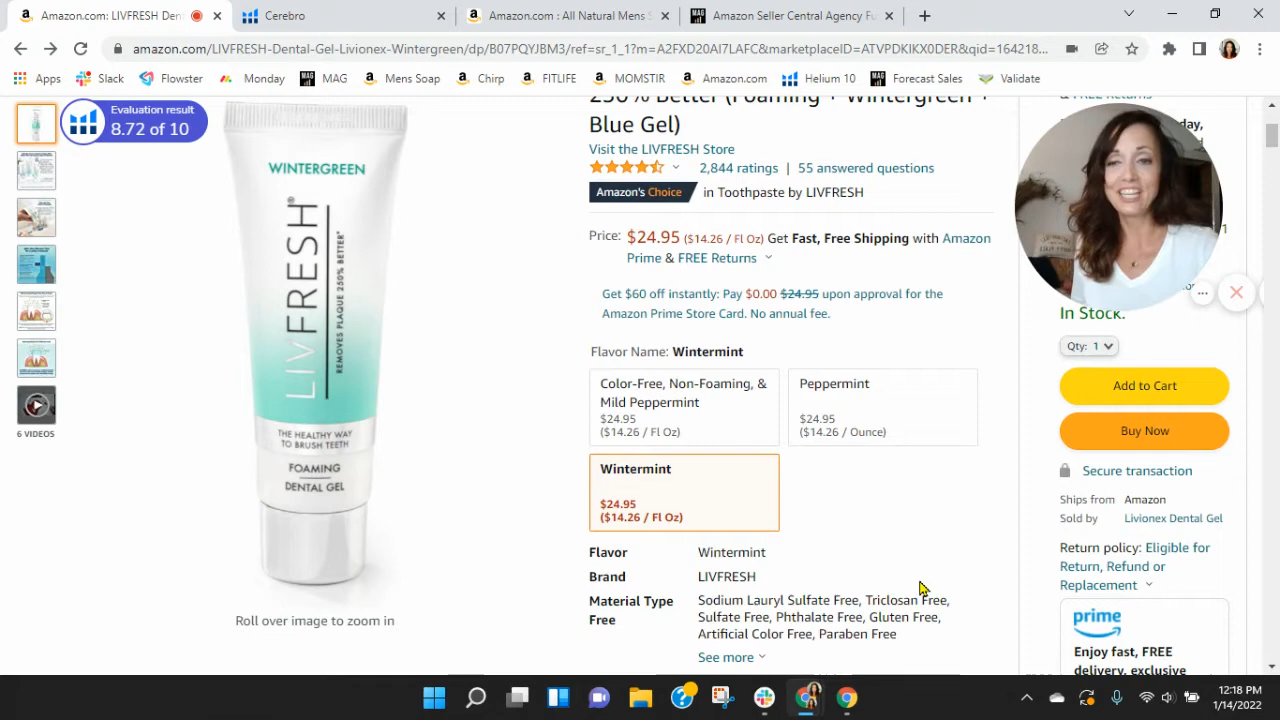 Amazon.com: LIVFRESH Den
Cerebro
Amazon.com : All Natural Mens S
Amazon Seller Central Agency Fu
amazon.com/LIVFRESH-Dental-Gel-Livionex-Wintergreen/dp/B07PQYJBM3/ref=sr_1_1?m=A2FXD20AI7LAFC&marketplaceID=ATVPDKIKX0DER&qid=164218...
Apps
Slack
Flowster
Monday
MAG
Mens Soap
Chirp
FITLIFE
MOMSTIR
Amazon.com
Helium 10
Forecast Sales
Validate
Evaluation result
8.72 of 10
6 VIDEOS
WINTERGREEN
LIVFRESH®
REMOVES PLAQUE 250% BETTER*
THE HEALTHY WAY
TO BRUSH TEETH
FOAMING
DENTAL GEL
Roll over image to zoom in
250% Better (Foaming + Wintergreen +
Blue Gel)
Visit the LIVFRESH Store
2,844 ratings | 55 answered questions
Amazon's Choice in Toothpaste by LIVFRESH
Price: $24.95 ($14.26 / Fl Oz) Get Fast, Free Shipping with Amazon
Prime & FREE Returns
Get $60 off instantly: Pay $0.00 $24.95 upon approval for the
Amazon Prime Store Card. No annual fee.
Flavor Name: Wintermint
Color-Free, Non-Foaming, &
Mild Peppermint
$24.95
($14.26 / Fl Oz)
Peppermint
$24.95
($14.26 / Ounce)
Wintermint
$24.95
($14.26 / Fl Oz)
Flavor Wintermint
Brand LIVFRESH
Material Type Free Sodium Lauryl Sulfate Free, Triclosan Free,
Sulfate Free, Phthalate Free, Gluten Free,
Artificial Color Free, Paraben Free
See more
& FREE Returns
In Stock.
Qty: 1
Add to Cart
Buy Now
Secure transaction
Ships from Amazon
Sold by Livionex Dental Gel
Return policy: Eligible for
Return, Refund or
Replacement
prime
Enjoy fast, FREE
delivery, exclusive
12:18 PM
1/14/2022